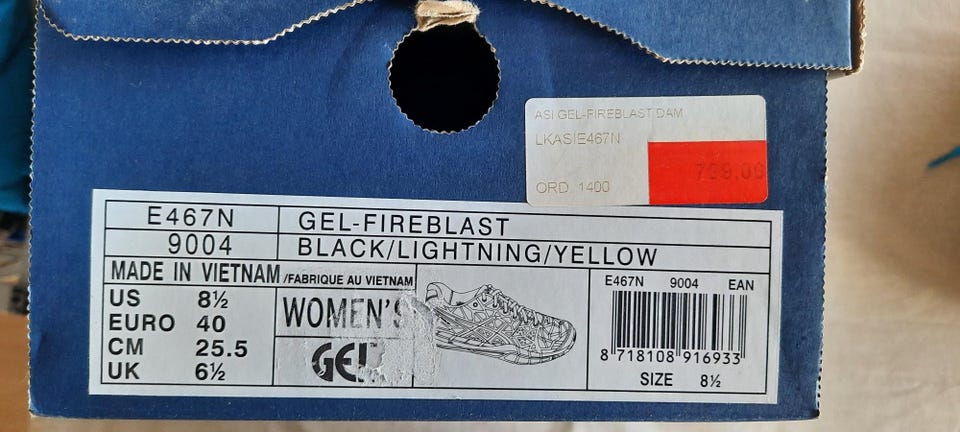 ASI GEL-FIREBLAST DAM
LKASIE467N
ORD 1400
E467N GEL-FIREBLAST
9004 BLACK/LIGHTNING/YELLOW
MADE IN VIETNAM /FABRIQUE AU VIETNAM
US 8½
EURO 40
CM 25.5
UK 6½
WOMEN'S
GEL
E467N 9004 EAN
8 718108 916933
SIZE 8½